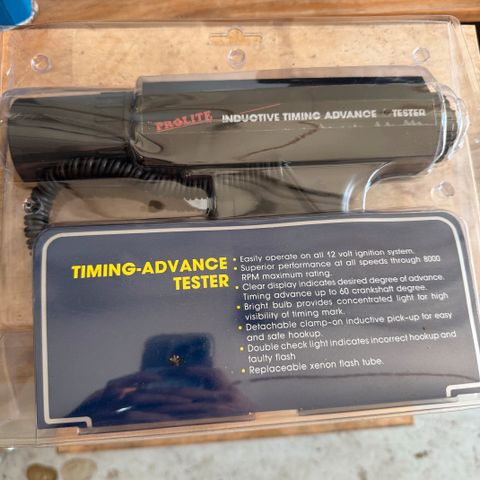 PROLITE INDUCTIVE TIMING ADVANCE TESTER
TIMING-ADVANCE
TESTER
• Easily operate on all 12 volt ignition system.
• Superior performance at all speeds through 8000
RPM maximum rating.
• Clear display indicates desired degree of advance.
Timing advance up to 60 crankshaft degree.
• Bright bulb provides concentrated light for high
visibility of timing mark.
• Detachable clamp-on inductive pick-up for easy
and safe hookup.
• Double check light indicates incorrect hookup and
faulty flash
• Replaceable xenon flash tube.